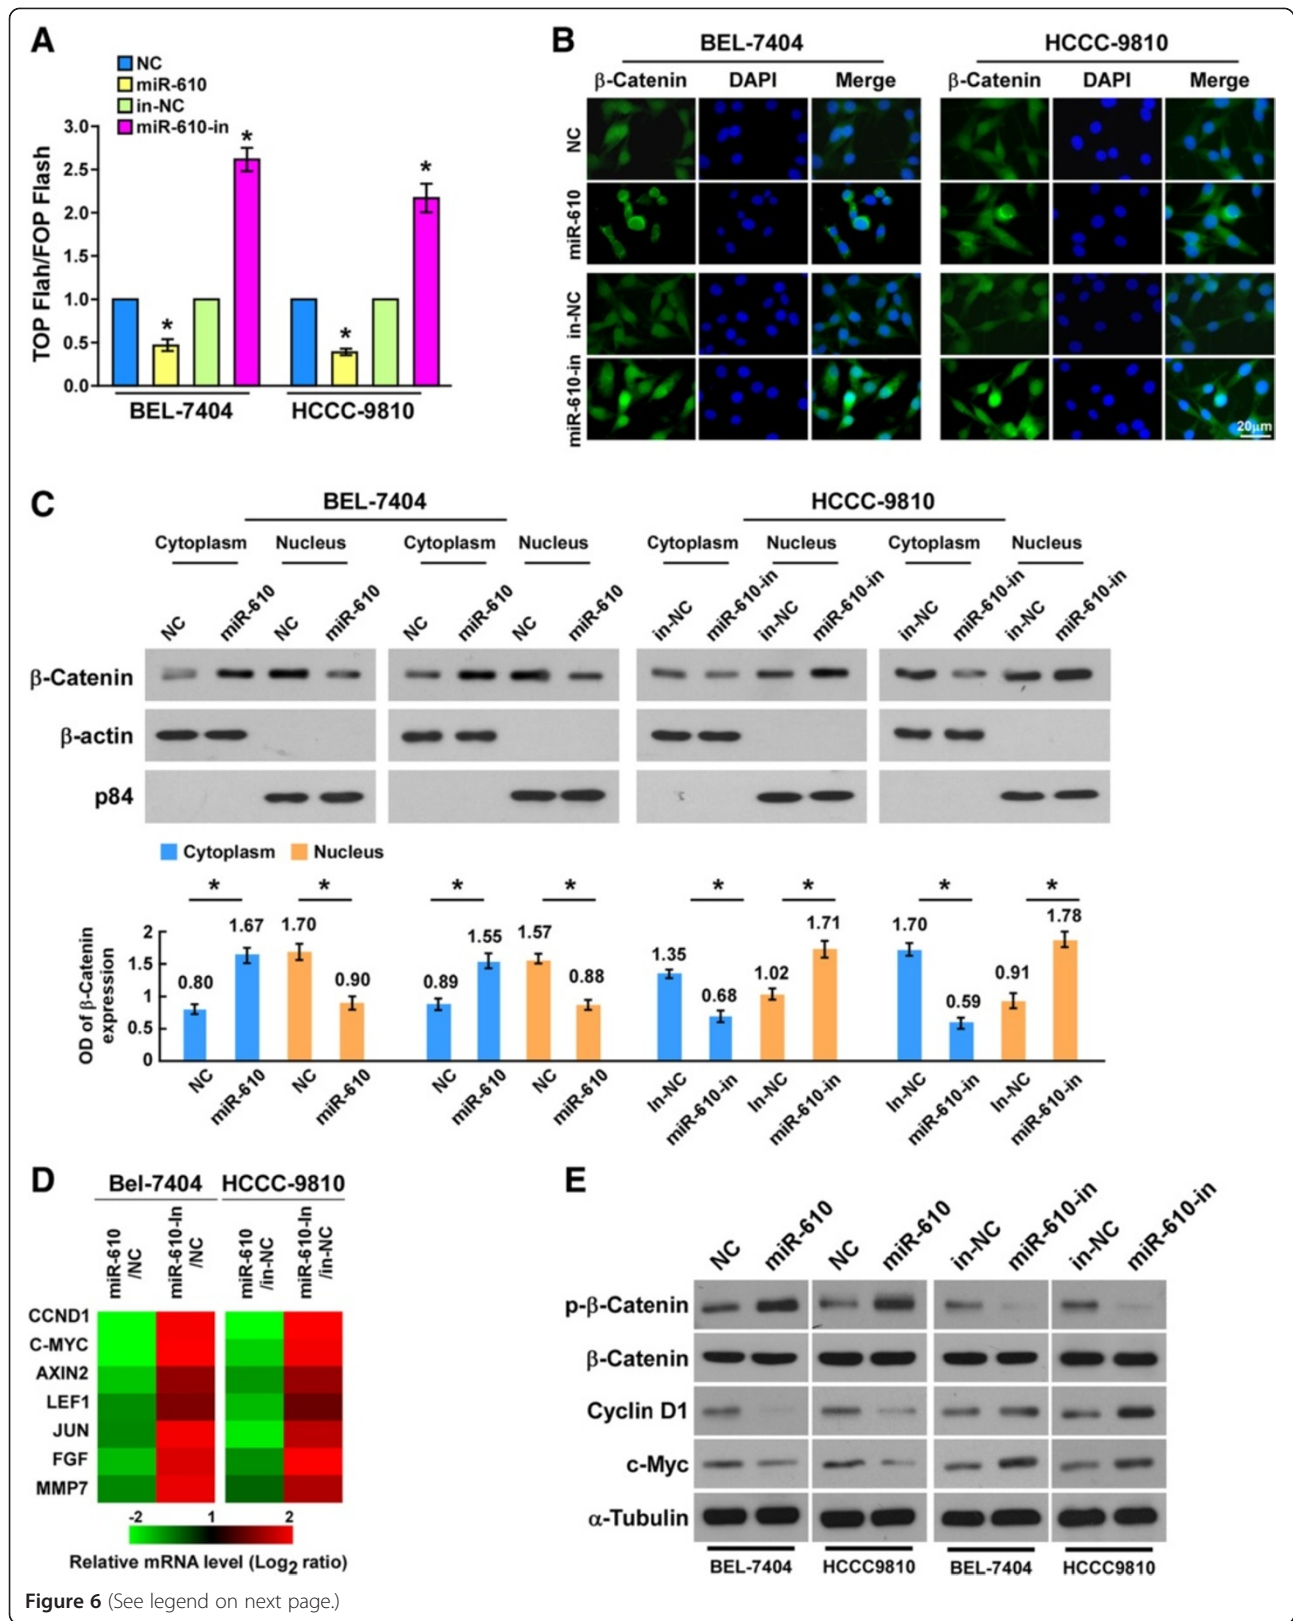 A
NC
miR-610
in-NC
miR-610-in
TOP Flah/FOP Flash
3.0
2.5
2.0
1.5
1.0
0.5
0.0
*
*
*
*
BEL-7404
HCCC-9810
B
BEL-7404
HCCC-9810
β-Catenin DAPI Merge
β-Catenin DAPI Merge
NC
miR-610
in-NC
miR-610-in
20μm
C
BEL-7404
HCCC-9810
Cytoplasm Nucleus Cytoplasm Nucleus Cytoplasm Nucleus Cytoplasm Nucleus
NC miR-610 NC miR-610 NC miR-610 NC miR-610 in-NC miR-610-in in-NC miR-610-in in-NC miR-610-in in-NC miR-610-in
β-Catenin
β-actin
p84
Cytoplasm Nucleus
* * * * * * * *
OD of β-Catenin
expression
2
1.5
1
0.5
0
0.80 1.67 1.70 0.90 0.89 1.55 1.57 0.88 1.35 0.68 1.02 1.71 1.70 0.59 0.91 1.78
NC miR-610 NC miR-610 NC miR-610 NC miR-610 In-NC miR-610-in In-NC miR-610-in In-NC miR-610-in In-NC miR-610-in
D
Bel-7404 HCCC-9810
miR-610
/NC
miR-610-In
/NC
miR-610
/in-NC
miR-610-In
/in-NC
CCND1
C-MYC
AXIN2
LEF1
JUN
FGF
MMP7
-2 1 2
Relative mRNA level (Log2 ratio)
E
NC miR-610 NC miR-610 in-NC miR-610-in in-NC miR-610-in
p-β-Catenin
β-Catenin
Cyclin D1
c-Myc
α-Tubulin
BEL-7404 HCCC9810 BEL-7404 HCCC9810
Figure 6 (See legend on next page.)